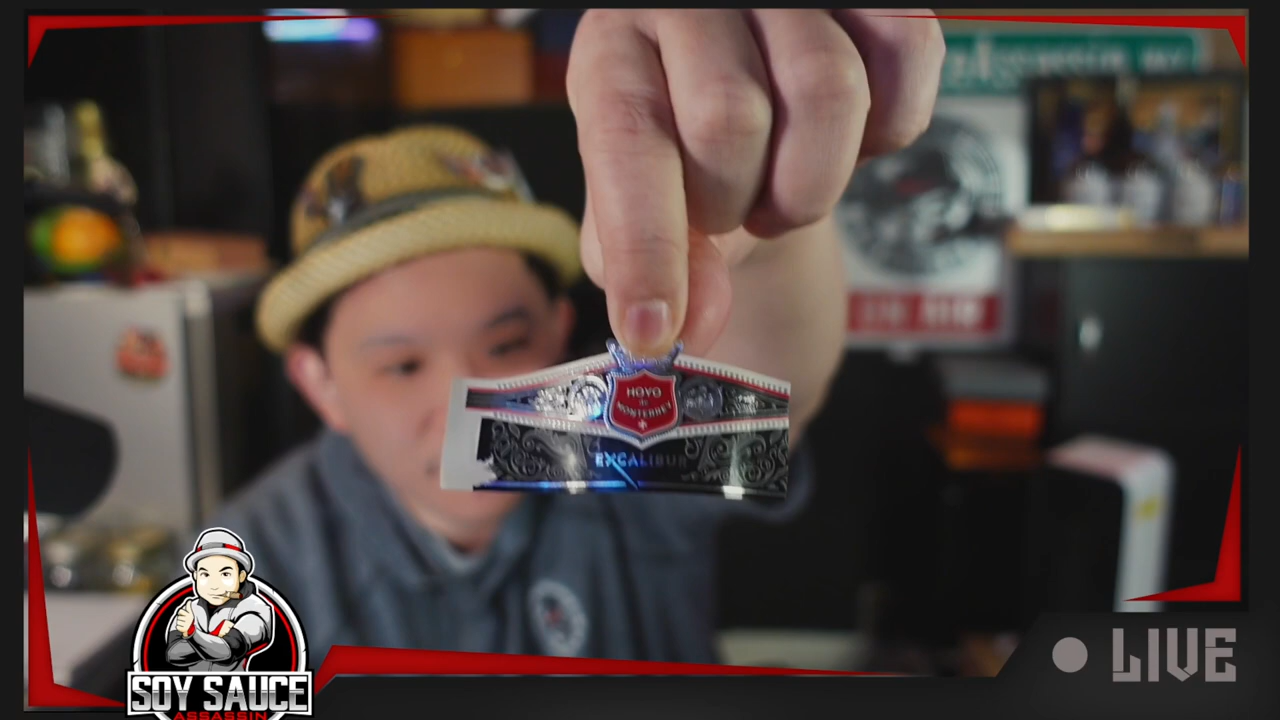 HOYO
DE
MONTERREY
EXCALIBUR
SOY SAUCE
ASSASSIN
LIVE